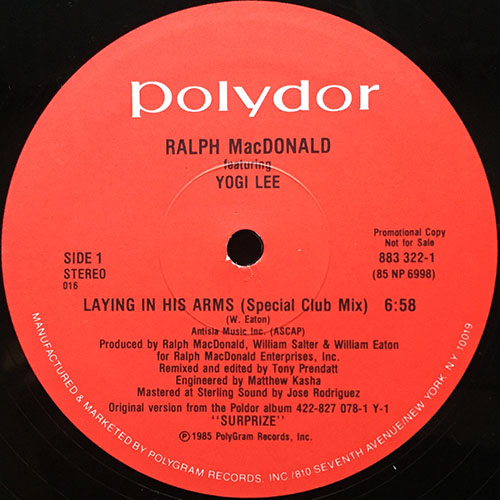 polydor
RALPH MacDONALD
featuring
YOGI LEE
Promotional Copy
Not for Sale
SIDE 1
883 322-1
STEREO
(85 NP 6998)
016
LAYING IN HIS ARMS (Special Club Mix) 6:58
(W. Eaton)
Antisia Music Inc. (ASCAP)
Produced by Ralph MacDonald, William Salter & William Eaton
for Ralph MacDonald Enterprises, Inc.
Remixed and edited by Tony Prendatt
Engineered by Matthew Kasha
Mastered at Sterling Sound by Jose Rodriguez
Original version from the Poldor album 422-827 078-1 Y-1
"SURPRIZE"
℗ 1985 PolyGram Records, Inc.
MANUFACTURED & MARKETED BY POLYGRAM RECORDS, INC./810 SEVENTH AVENUE/NEW YORK, N.Y. 10019